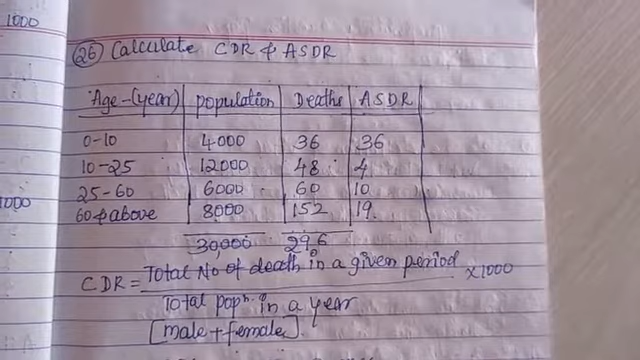 1000
26 Calculate CDR & ASDR
Age-(year) population Deaths ASDR
0-10 4000 36 36
10-25 12000 48 4
25-60 6000 60 10
60 & above 8000 152 19
30,000 296
1000
CDR = Total No of death in a given period x1000
Total popn in a year
[male + female]